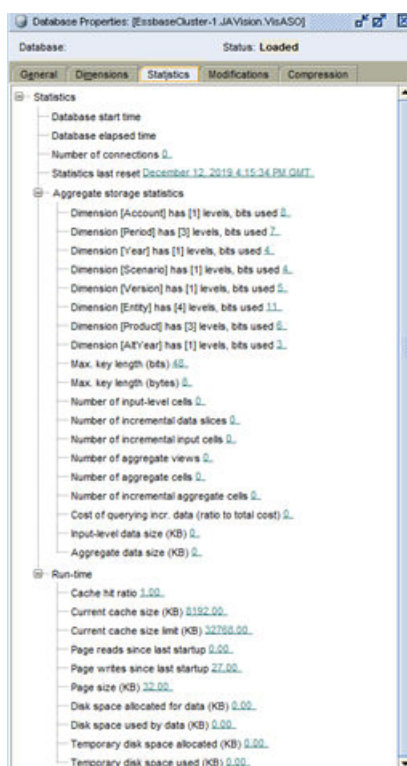 Database Properties: [EssbaseCluster-1.JAVision.VisASO]
Database: Status: Loaded
General Dimensions Statistics Modifications Compression
Statistics
Database start time
Database elapsed time
Number of connections 0
Statistics last reset December 12, 2019 4:15:34 PM GMT
Aggregate storage statistics
Dimension [Account] has [1] levels, bits used 8
Dimension [Period] has [3] levels, bits used 7
Dimension [Year] has [1] levels, bits used 4
Dimension [Scenario] has [1] levels, bits used 4
Dimension [Version] has [1] levels, bits used 5
Dimension [Entity] has [4] levels, bits used 11
Dimension [Product] has [3] levels, bits used 6
Dimension [AltYear] has [1] levels, bits used 3
Max. key length (bits) 48
Max. key length (bytes) 8
Number of input-level cells 0
Number of incremental data slices 0
Number of incremental input cells 0
Number of aggregate views 0
Number of aggregate cells 0
Number of incremental aggregate cells 0
Cost of querying incr. data (ratio to total cost) 0
Input-level data size (KB) 0
Aggregate data size (KB) 0
Run-time
Cache hit ratio 1.00
Current cache size (KB) 8192.00
Current cache size limit (KB) 32768.00
Page reads since last startup 0.00
Page writes since last startup 27.00
Page size (KB) 32.00
Disk space allocated for data (KB) 0.00
Disk space used by data (KB) 0.00
Temporary disk space allocated (KB) 0.00
Temporary disk space used (KB) 0.00